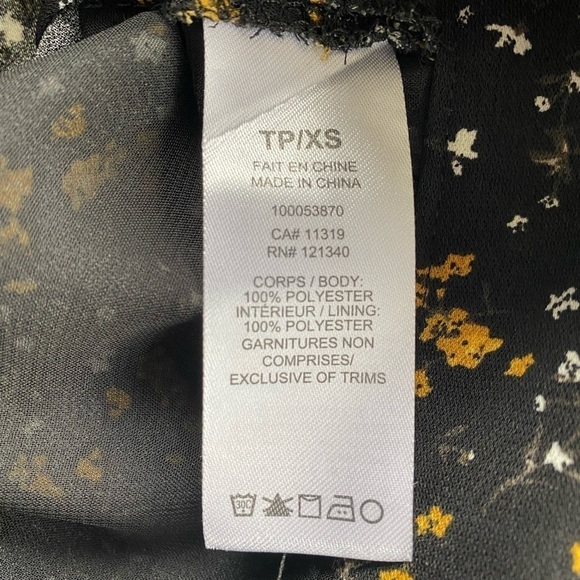 TP/XS
FAIT EN CHINE
MADE IN CHINA
100053870
CA# 11319
RN# 121340
CORPS / BODY:
100% POLYESTER
INTÉRIEUR / LINING:
100% POLYESTER
GARNITURES NON
COMPRISES/
EXCLUSIVE OF TRIMS
30C